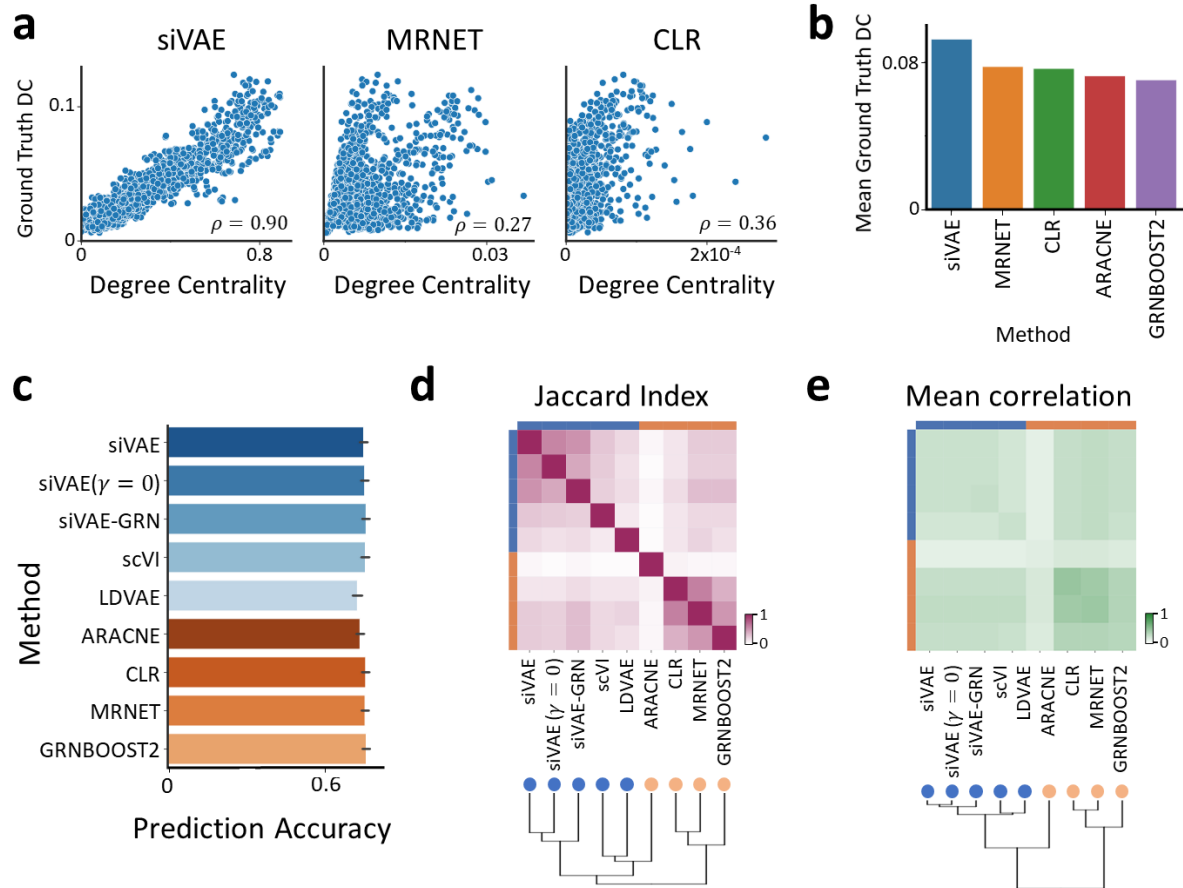 a
siVAE
MRNET
CLR
Ground Truth DC
0.1
0
ρ = 0.90
ρ = 0.27
ρ = 0.36
0
0.8
0
0.03
0
2x10⁻⁴
Degree Centrality
Degree Centrality
Degree Centrality
b
Mean Ground Truth DC
0.08
0
siVAE
MRNET
CLR
ARACNE
GRNBOOST2
Method
c
Method
siVAE
siVAE(γ = 0)
siVAE-GRN
scVI
LDVAE
ARACNE
CLR
MRNET
GRNBOOST2
0
0.6
Prediction Accuracy
d
Jaccard Index
1
0
siVAE
siVAE (γ = 0)
siVAE-GRN
scVI
LDVAE
ARACNE
CLR
MRNET
GRNBOOST2
e
Mean correlation
1
0
siVAE
siVAE (γ = 0)
siVAE-GRN
scVI
LDVAE
ARACNE
CLR
MRNET
GRNBOOST2